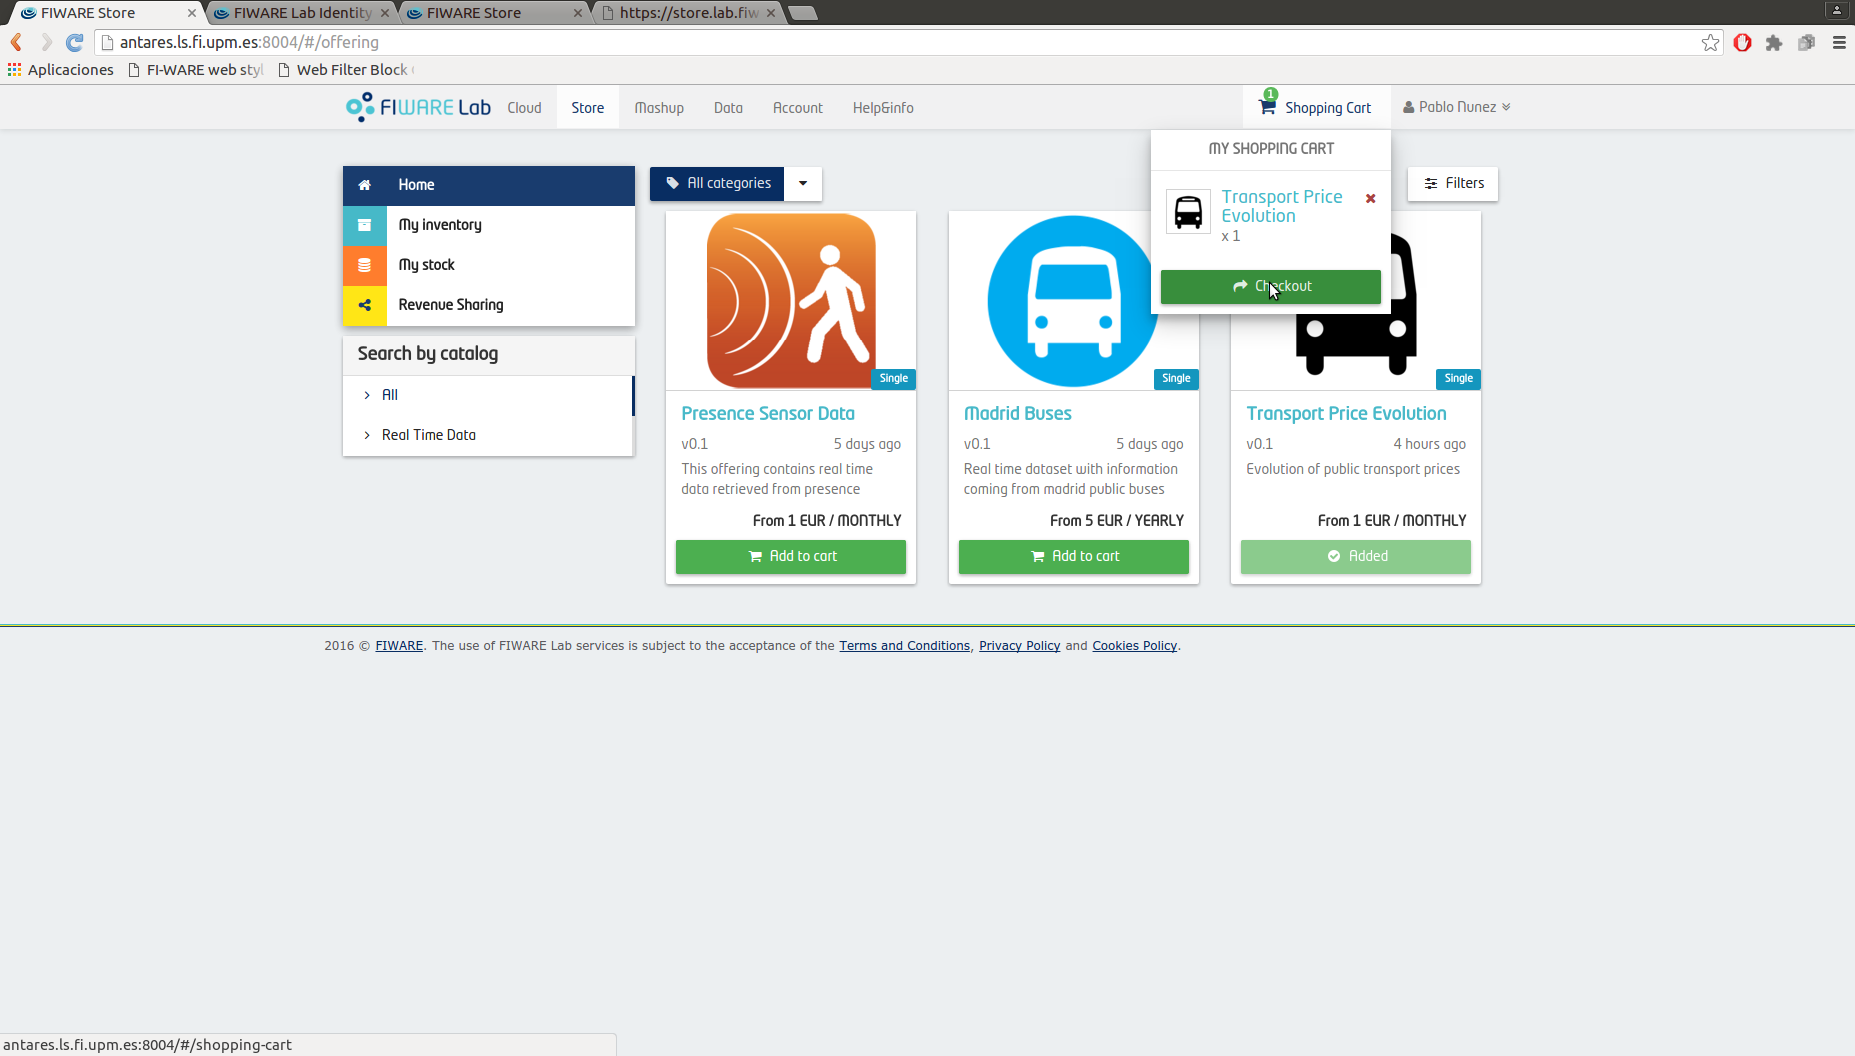 FIWARE Store
FIWARE Lab Identity
FIWARE Store
https://store.lab.fiw
antares.ls.fi.upm.es:8004/#/offering
Aplicaciones
FI-WARE web styl
Web Filter Block
FIWARE Lab
Cloud
Store
Mashup
Data
Account
Help&info
1
Shopping Cart
Pablo Nunez
MY SHOPPING CART
Transport Price
Evolution
x 1
Checkout
Home
My inventory
My stock
Revenue Sharing
Search by catalog
All
Real Time Data
All categories
Filters
Single
Presence Sensor Data
v0.1 5 days ago
This offering contains real time
data retrieved from presence
From 1 EUR / MONTHLY
Add to cart
Single
Madrid Buses
v0.1 5 days ago
Real time dataset with information
coming from madrid public buses
From 5 EUR / YEARLY
Add to cart
Single
Transport Price Evolution
v0.1 4 hours ago
Evolution of public transport prices
From 1 EUR / MONTHLY
Added
2016 © FIWARE. The use of FIWARE Lab services is subject to the acceptance of the Terms and Conditions, Privacy Policy and Cookies Policy.
antares.ls.fi.upm.es:8004/#/shopping-cart